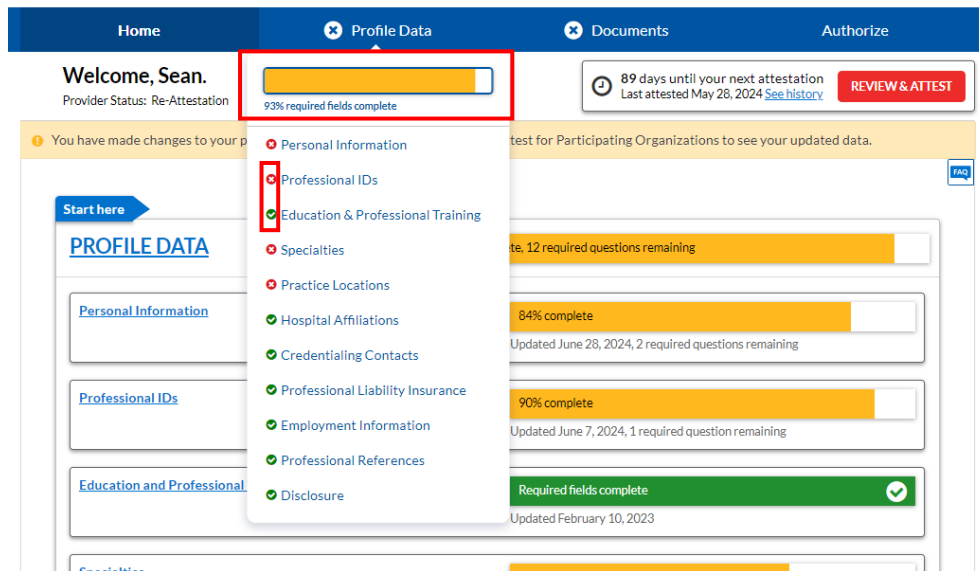 Home
Profile Data
Documents
Authorize
Welcome, Sean.
Provider Status: Re-Attestation
93% required fields complete
89 days until your next attestation
Last attested May 28, 2024 See history
REVIEW & ATTEST
You have made changes to your p
test for Participating Organizations to see your updated data.
FAQ
Personal Information
Professional IDs
Education & Professional Training
Specialties
Practice Locations
Hospital Affiliations
Credentialing Contacts
Professional Liability Insurance
Employment Information
Professional References
Disclosure
Start here
PROFILE DATA
te, 12 required questions remaining
Personal Information
84% complete
Updated June 28, 2024, 2 required questions remaining
Professional IDs
90% complete
Updated June 7, 2024, 1 required question remaining
Education and Professional
Required fields complete
Updated February 10, 2023
Specialties